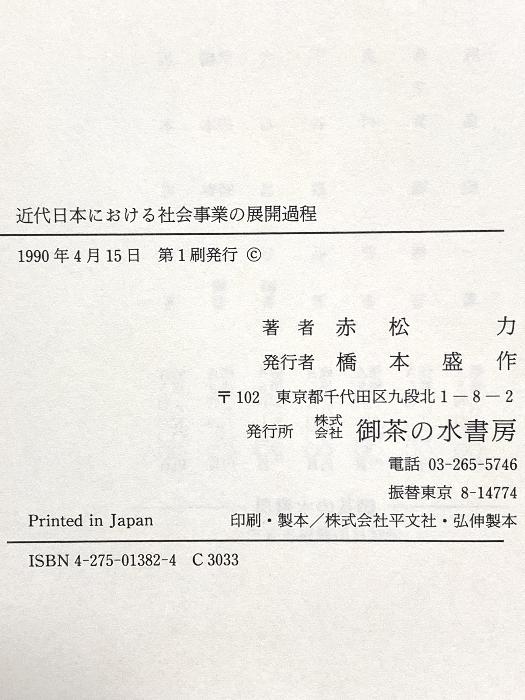 近代日本における社会事業の展開過程
1990年4月15日 第1刷発行 ©
著者 赤松 力
発行者 橋本盛作
〒102 東京都千代田区九段北1－8－2
発行所 株式会社 御茶の水書房
電話 03-265-5746
振替東京 8-14774
Printed in Japan 印刷・製本／株式会社平文社・弘伸製本
ISBN 4-275-01382-4 C 3033